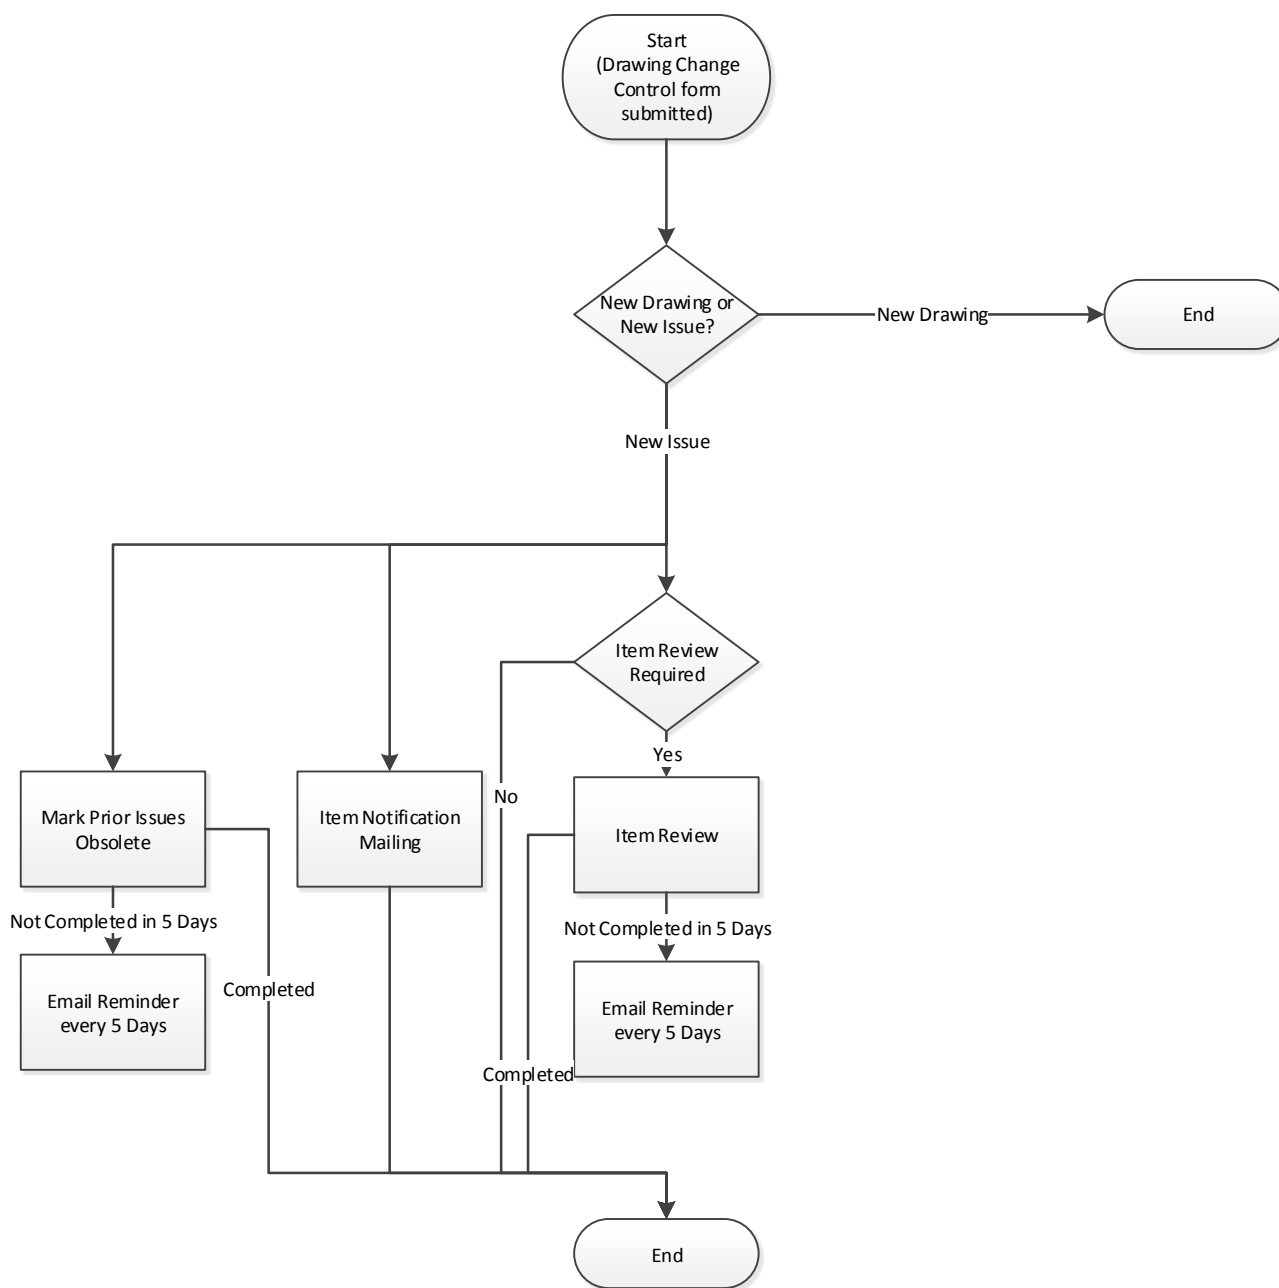 Start
(Drawing Change
Control form
submitted)
New Drawing or
New Issue?
New Drawing
End
New Issue
Item Review
Required
Yes
No
Mark Prior Issues
Obsolete
Item Notification
Mailing
Item Review
Not Completed in 5 Days
Not Completed in 5 Days
Email Reminder
every 5 Days
Completed
Email Reminder
every 5 Days
Completed
End